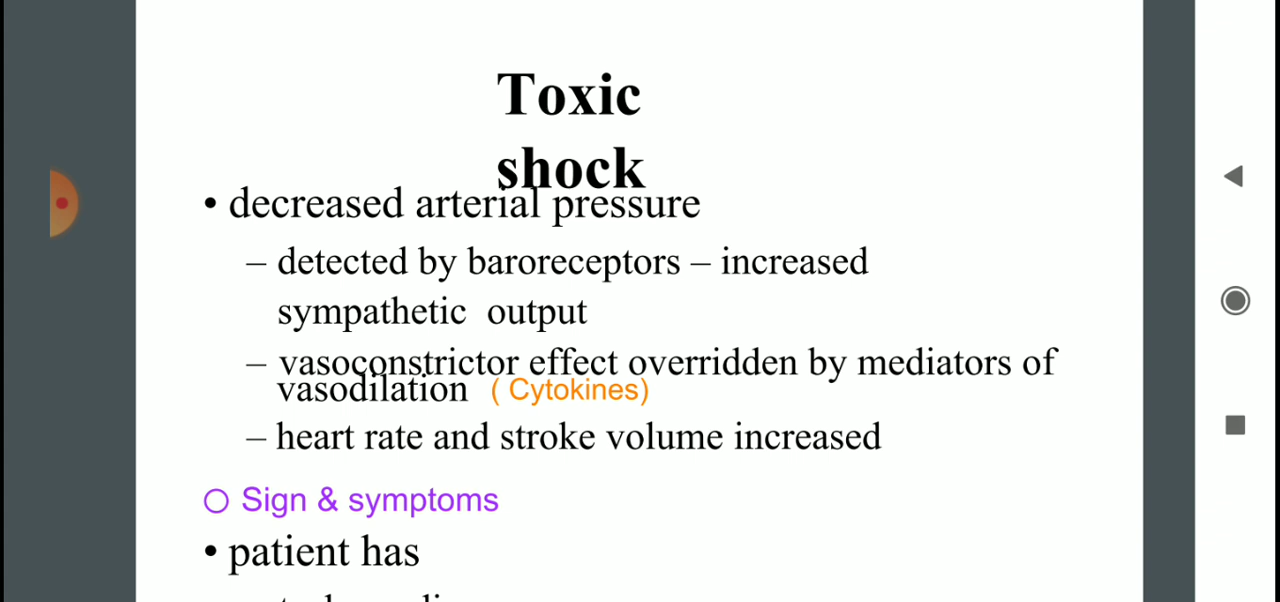 Toxic
shock
• decreased arterial pressure
– detected by baroreceptors – increased
sympathetic output
– vasoconstrictor effect overridden by mediators of
vasodilation ( Cytokines)
– heart rate and stroke volume increased
○ Sign & symptoms
• patient has